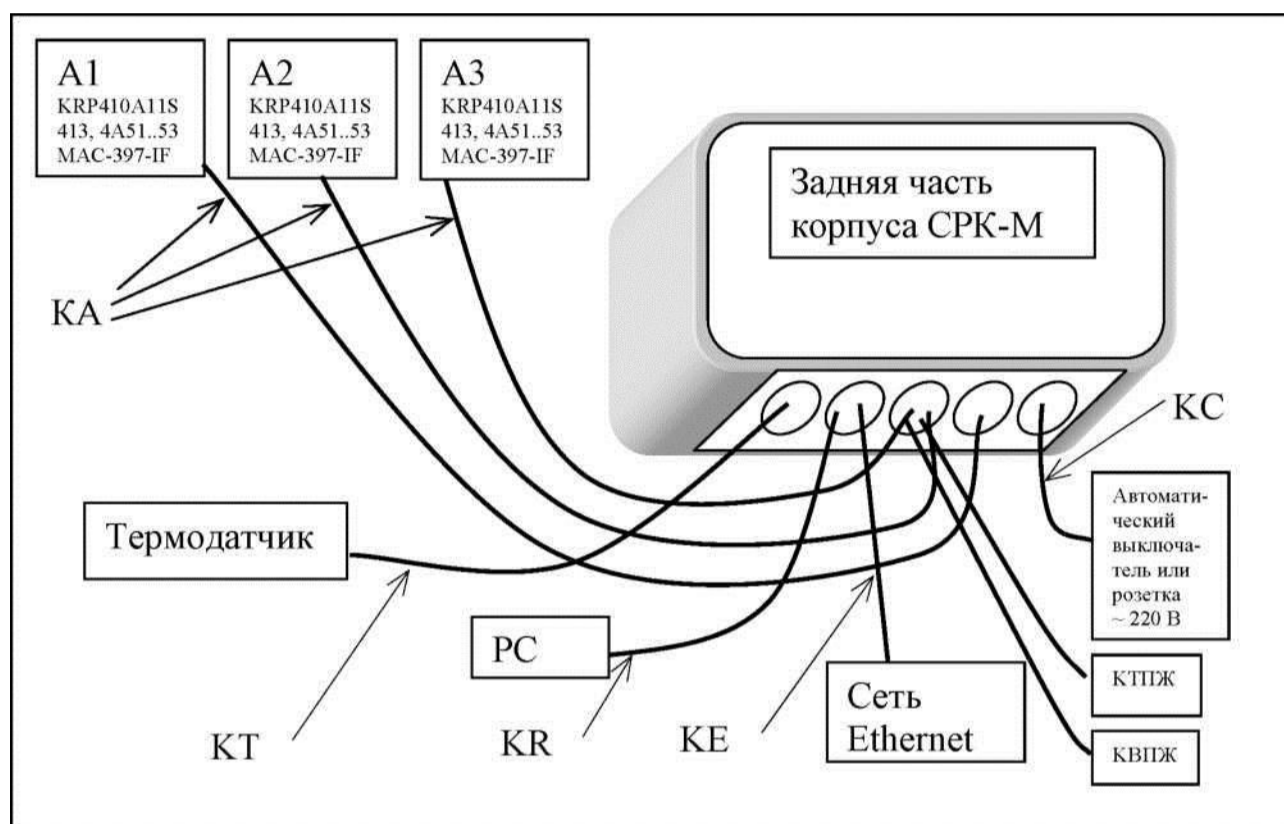 A1
KRP410A11S
413, 4A51..53
MAC-397-IF
A2
KRP410A11S
413, 4A51..53
MAC-397-IF
A3
KRP410A11S
413, 4A51..53
MAC-397-IF
Задняя часть
корпуса СРК-М
КА
КС
Термодатчик
Автомати-
ческий
выключа-
тель или
розетка
~ 220 В
PC
КТПЖ
Сеть
Ethernet
KT
KR
KE
КВПЖ